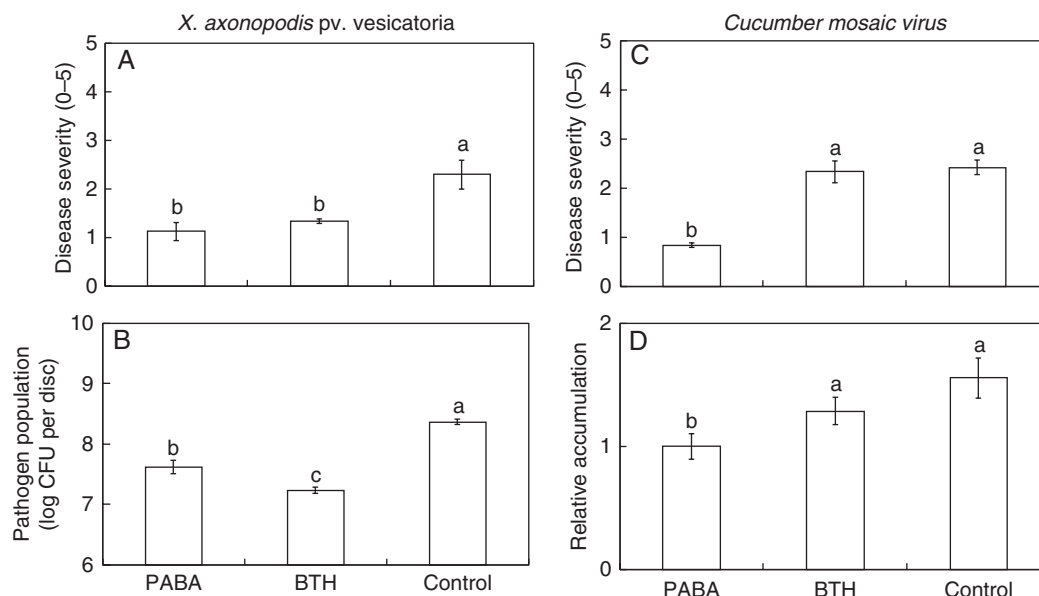 X. axonopodis pv. vesicatoria
Cucumber mosaic virus
A
Disease severity (0–5)
5
4
3
2
1
0
b
b
a
C
Disease severity (0–5)
5
4
3
2
1
0
b
a
a
B
Pathogen population
(log CFU per disc)
10
9
8
7
6
b
c
a
PABA
BTH
Control
D
Relative accumulation
2
1
0
b
a
a
PABA
BTH
Control